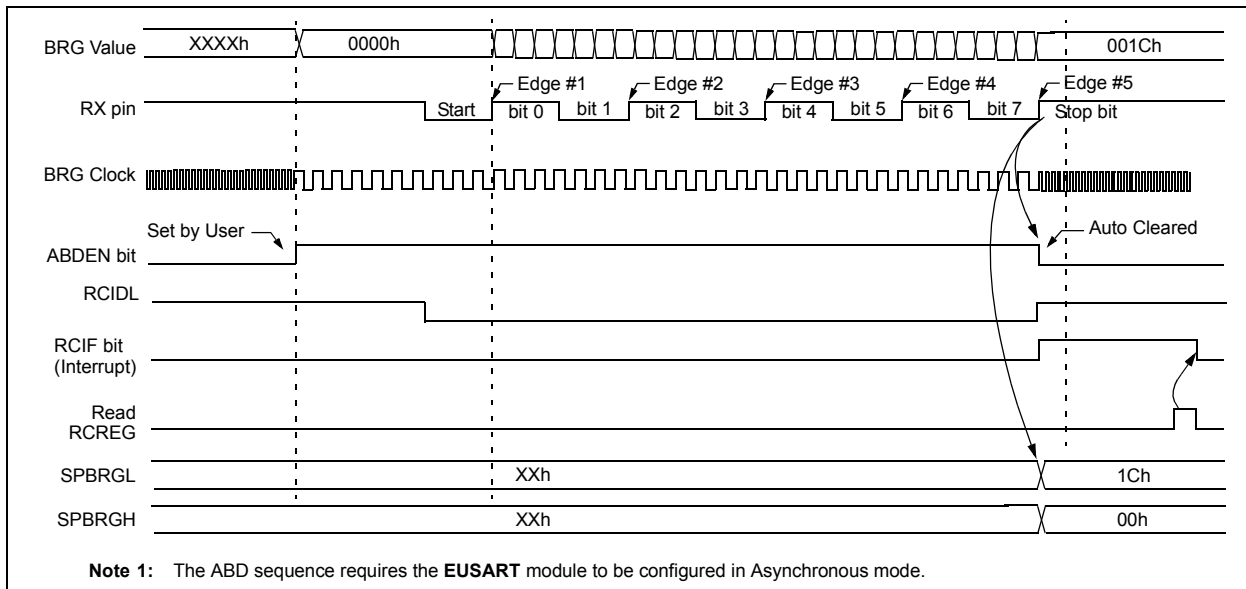 BRG Value XXXXh 0000h 001Ch
Edge #1 Edge #2 Edge #3 Edge #4 Edge #5
RX pin Start bit 0 bit 1 bit 2 bit 3 bit 4 bit 5 bit 6 bit 7 Stop bit
BRG Clock
Set by User Auto Cleared
ABDEN bit
RCIDL
RCIF bit
(Interrupt)
Read
RCREG
SPBRGL XXh 1Ch
SPBRGH XXh 00h
Note 1: The ABD sequence requires the EUSART module to be configured in Asynchronous mode.